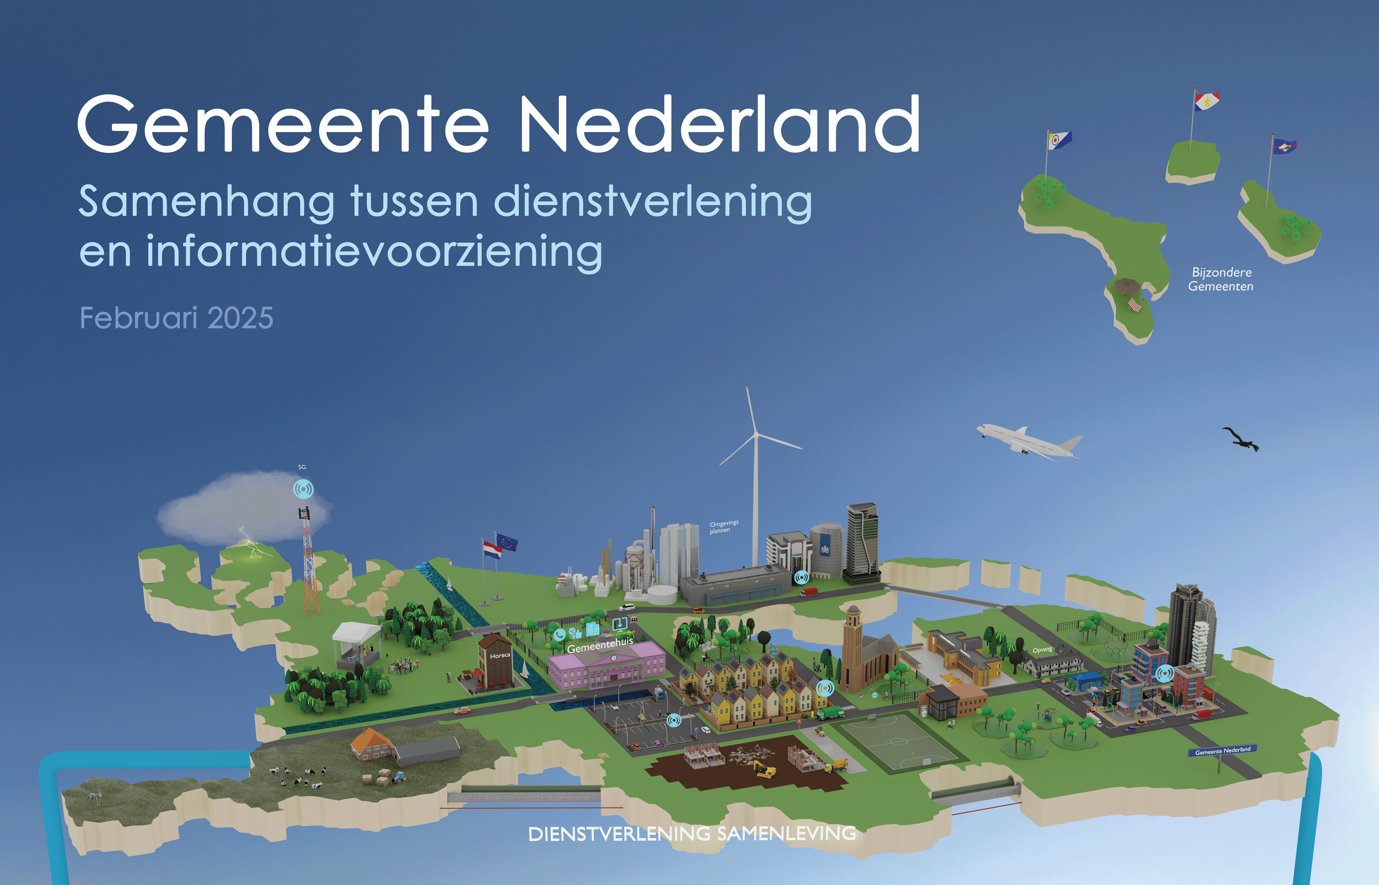 Gemeente Nederland
Samenhang tussen dienstverlening
en informatievoorziening
Februari 2025
Bijzondere
Gemeenten
5G
Omgevings
plannen
Gemeentehuis
Horeca
Opvang
Gemeente Nederland
DIENSTVERLENING SAMENLEVING